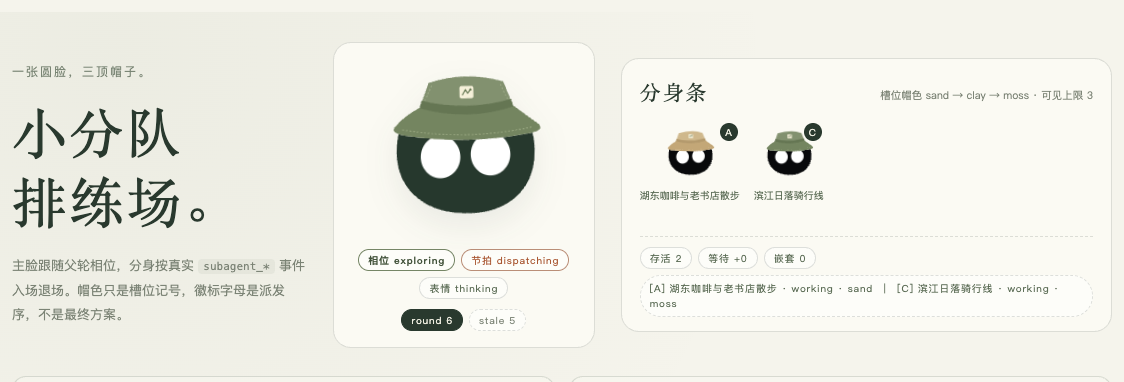 一张圆脸，三顶帽子。
小分队
排练场。
主脸跟随父轮相位，分身按真实 subagent_* 事件
入场退场。帽色只是槽位记号，徽标字母是派发
序，不是最终方案。
相位 exploring
节拍 dispatching
表情 thinking
round 6
stale 5
分身条
槽位帽色 sand → clay → moss · 可见上限 3
A
C
湖东咖啡与老书店散步
滨江日落骑行线
存活 2
等待 +0
嵌套 0
[A] 湖东咖啡与老书店散步 · working · sand ｜ [C] 滨江日落骑行线 · working ·
moss